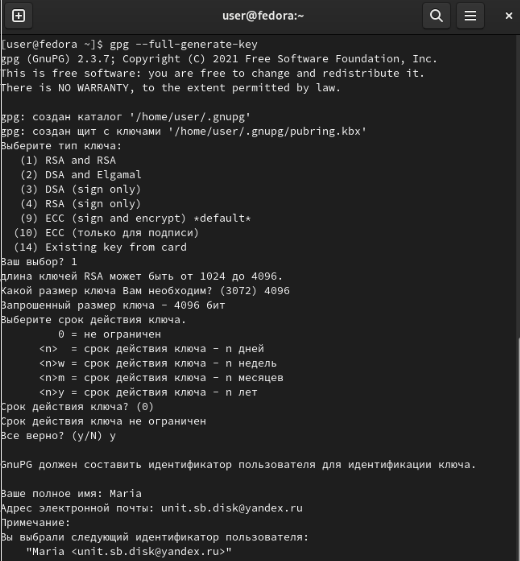 user@fedora:~
[user@fedora ~]$ gpg --full-generate-key
gpg (GnuPG) 2.3.7; Copyright (C) 2021 Free Software Foundation, Inc.
This is free software: you are free to change and redistribute it.
There is NO WARRANTY, to the extent permitted by law.
gpg: создан каталог '/home/user/.gnupg'
gpg: создан щит с ключами '/home/user/.gnupg/pubring.kbx'
Выберите тип ключа:
(1) RSA and RSA
(2) DSA and Elgamal
(3) DSA (sign only)
(4) RSA (sign only)
(9) ECC (sign and encrypt) *default*
(10) ECC (только для подписи)
(14) Existing key from card
Ваш выбор? 1
длина ключей RSA может быть от 1024 до 4096.
Какой размер ключа Вам необходим? (3072) 4096
Запрошенный размер ключа - 4096 бит
Выберите срок действия ключа.
0 = не ограничен
<n> = срок действия ключа - n дней
<n>w = срок действия ключа - n недель
<n>m = срок действия ключа - n месяцев
<n>y = срок действия ключа - n лет
Срок действия ключа? (0)
Срок действия ключа не ограничен
Все верно? (y/N) y
GnuPG должен составить идентификатор пользователя для идентификации ключа.
Ваше полное имя: Maria
Адрес электронной почты: unit.sb.disk@yandex.ru
Примечание:
Вы выбрали следующий идентификатор пользователя:
"Maria <unit.sb.disk@yandex.ru>"